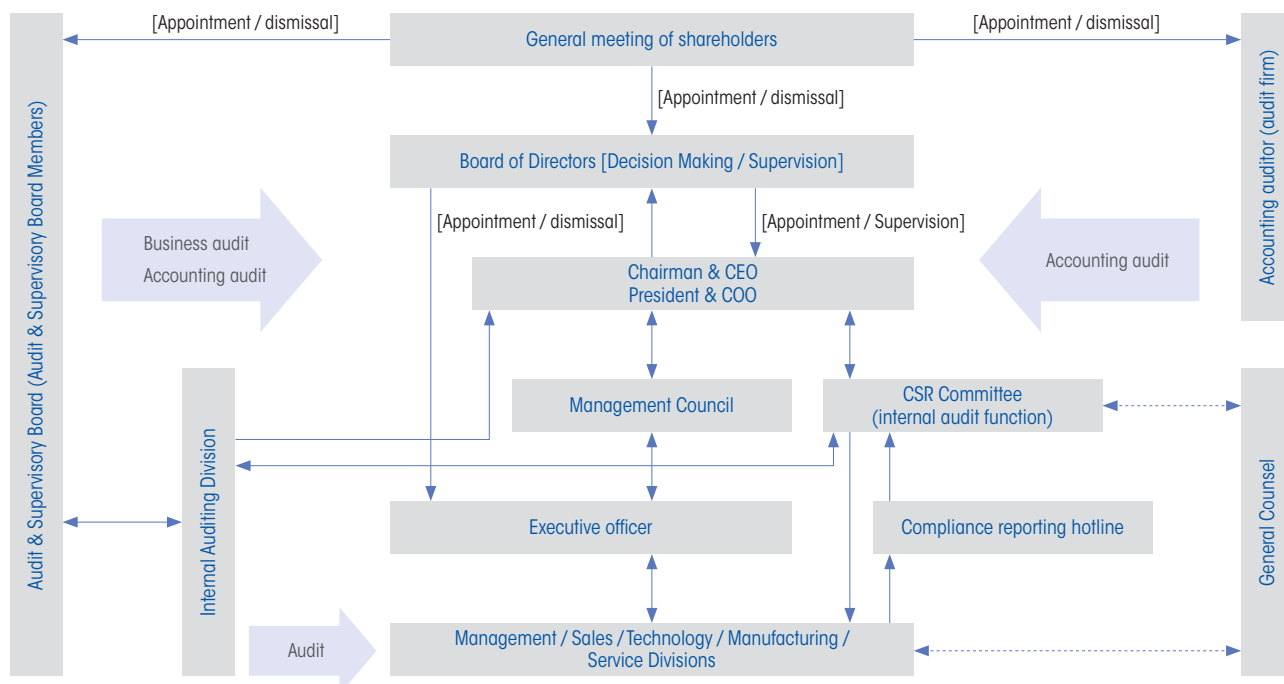 [Appointment / dismissal]
General meeting of shareholders
[Appointment / dismissal]
[Appointment / dismissal]
Board of Directors [Decision Making / Supervision]
[Appointment / dismissal]
[Appointment / Supervision]
Business audit
Accounting audit
Accounting audit
Chairman & CEO
President & COO
Management Council
CSR Committee
(internal audit function)
Executive officer
Compliance reporting hotline
Audit
Management / Sales / Technology / Manufacturing /
Service Divisions
Audit & Supervisory Board (Audit & Supervisory Board Members)
Internal Auditing Division
Accounting auditor (audit firm)
General Counsel